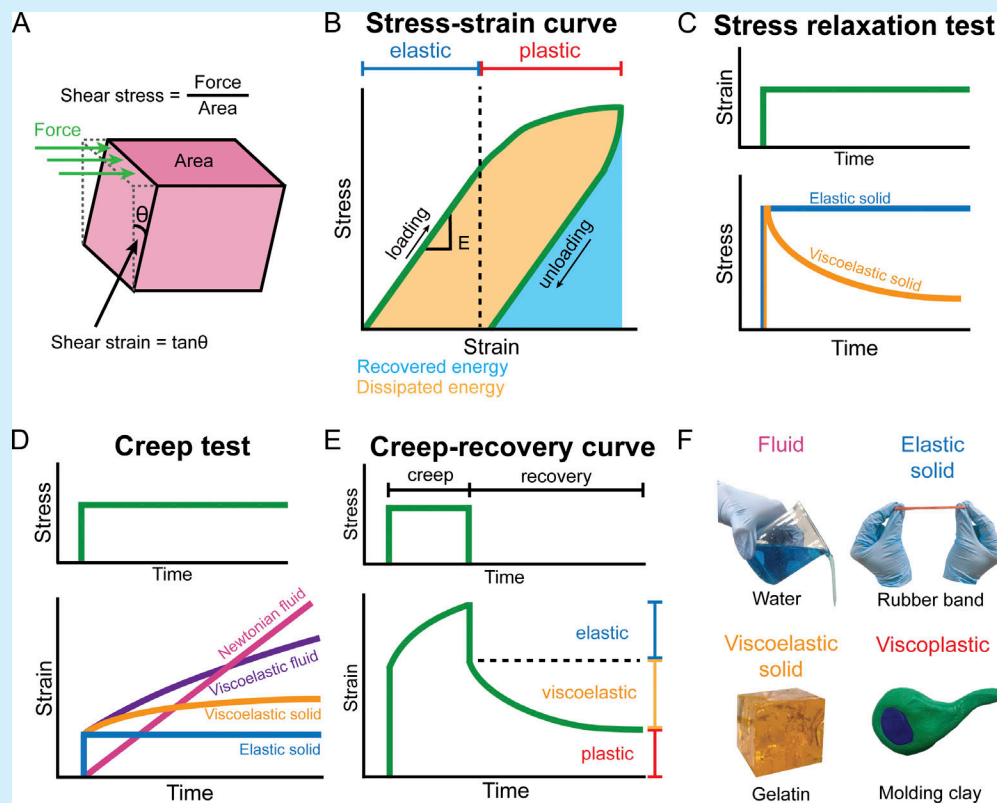 A
Shear stress = Force
Area
Force
Area
θ
Shear strain = tanθ
B
Stress-strain curve
elastic
plastic
Stress
loading
E
unloading
Strain
Recovered energy
Dissipated energy
C
Stress relaxation test
Strain
Time
Stress
Elastic solid
Viscoelastic solid
Time
D
Creep test
Stress
Time
Strain
Newtonian fluid
Viscoelastic fluid
Viscoelastic solid
Elastic solid
Time
E
Creep-recovery curve
creep
recovery
Stress
Time
Strain
elastic
viscoelastic
plastic
Time
F
Fluid
Elastic
solid
Water
Rubber band
Viscoelastic
solid
Viscoplastic
Gelatin
Molding clay